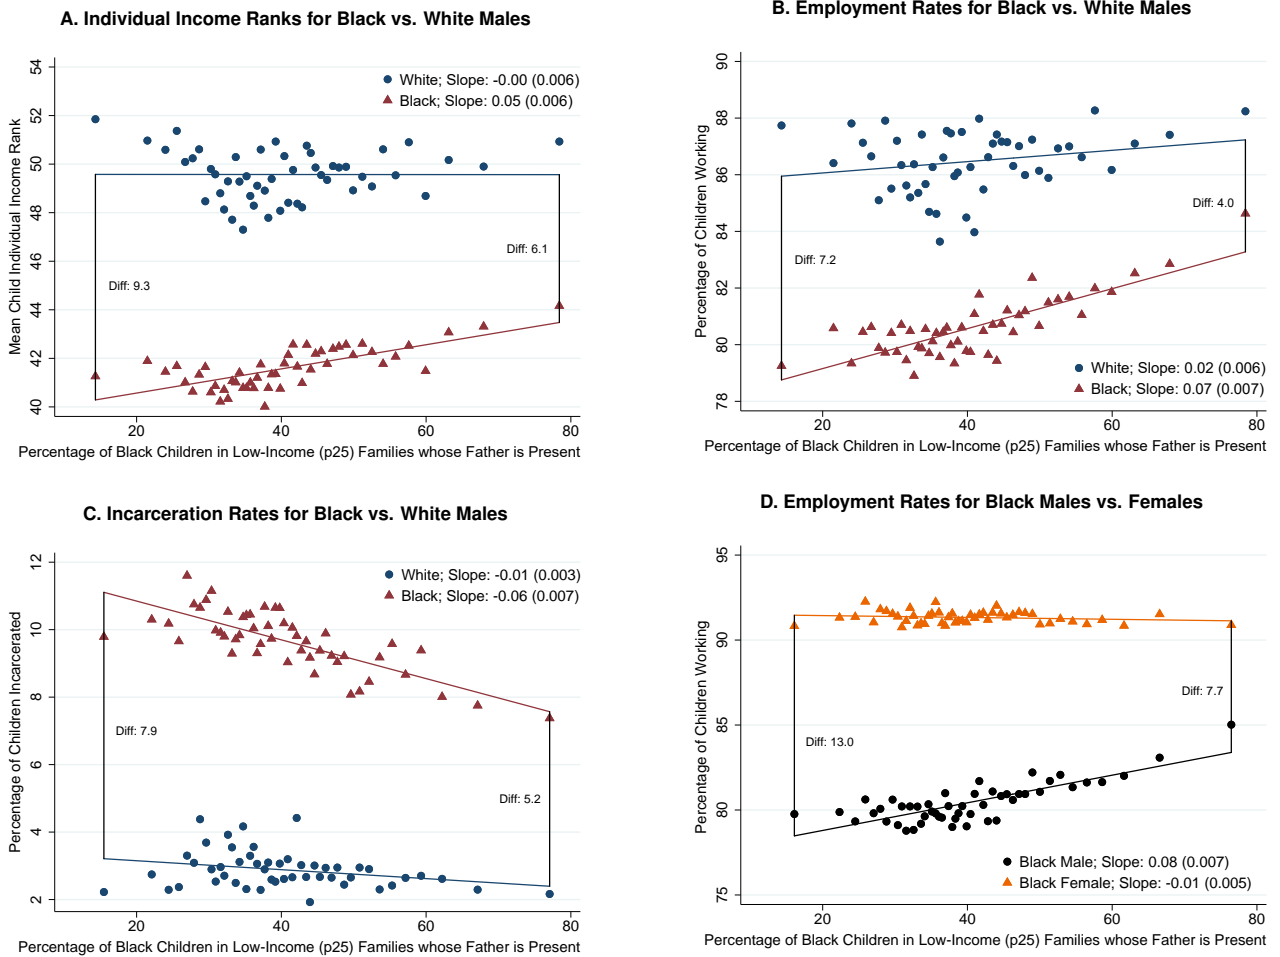 A. Individual Income Ranks for Black vs. White Males
54
52
50
48
46
44
42
40
Mean Child Individual Income Rank
White; Slope: -0.00 (0.006)
Black; Slope: 0.05 (0.006)
Diff: 6.1
Diff: 9.3
20 40 60 80
Percentage of Black Children in Low-Income (p25) Families whose Father is Present
B. Employment Rates for Black vs. White Males
90
88
86
84
82
80
78
Percentage of Children Working
Diff: 4.0
Diff: 7.2
White; Slope: 0.02 (0.006)
Black; Slope: 0.07 (0.007)
20 40 60 80
Percentage of Black Children in Low-Income (p25) Families whose Father is Present
C. Incarceration Rates for Black vs. White Males
12
10
8
6
4
2
Percentage of Children Incarcerated
White; Slope: -0.01 (0.003)
Black; Slope: -0.06 (0.007)
Diff: 7.9
Diff: 5.2
20 40 60 80
Percentage of Black Children in Low-Income (p25) Families whose Father is Present
D. Employment Rates for Black Males vs. Females
95
90
85
80
75
Percentage of Children Working
Diff: 7.7
Diff: 13.0
Black Male; Slope: 0.08 (0.007)
Black Female; Slope: -0.01 (0.005)
20 40 60 80
Percentage of Black Children in Low-Income (p25) Families whose Father is Present